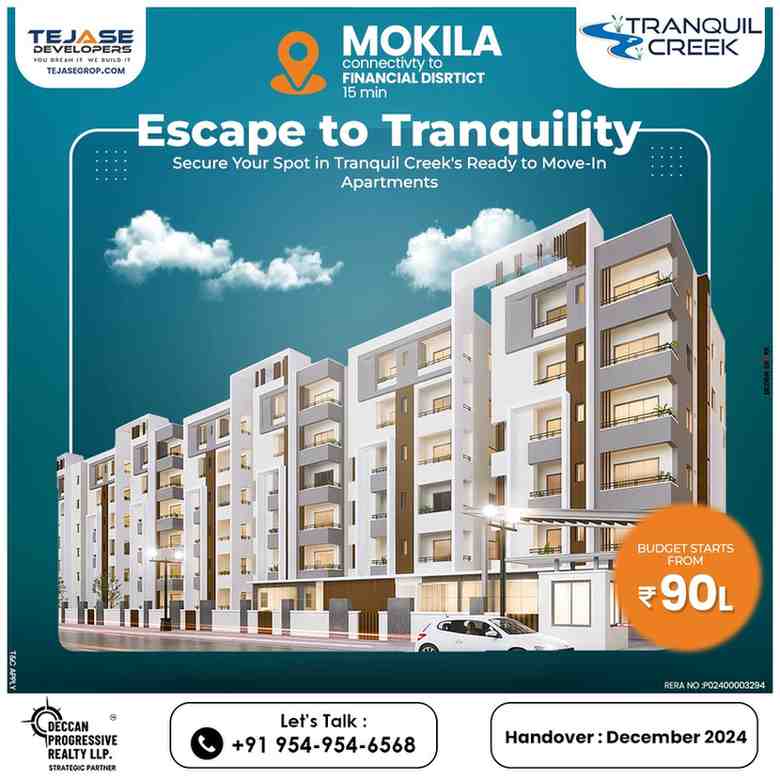 TEJASE
DEVELOPERS
YOU DREAM IT WE BUILD IT
TEJASEGROP.COM
MOKILA
connectivty to
FINANCIAL DISRTICT
15 min
TRANQUIL
CREEK
Escape to Tranquility
Secure Your Spot in Tranquil Creek's Ready to Move-In
Apartments
BUDGET STARTS
FROM
₹ 90L
T&C APPLY
RERA NO :P02400003294
DECCAN
PROGRESSIVE
REALTY LLP.
STRATEGIC PARTNER
Let's Talk :
+91 954-954-6568
Handover : December 2024